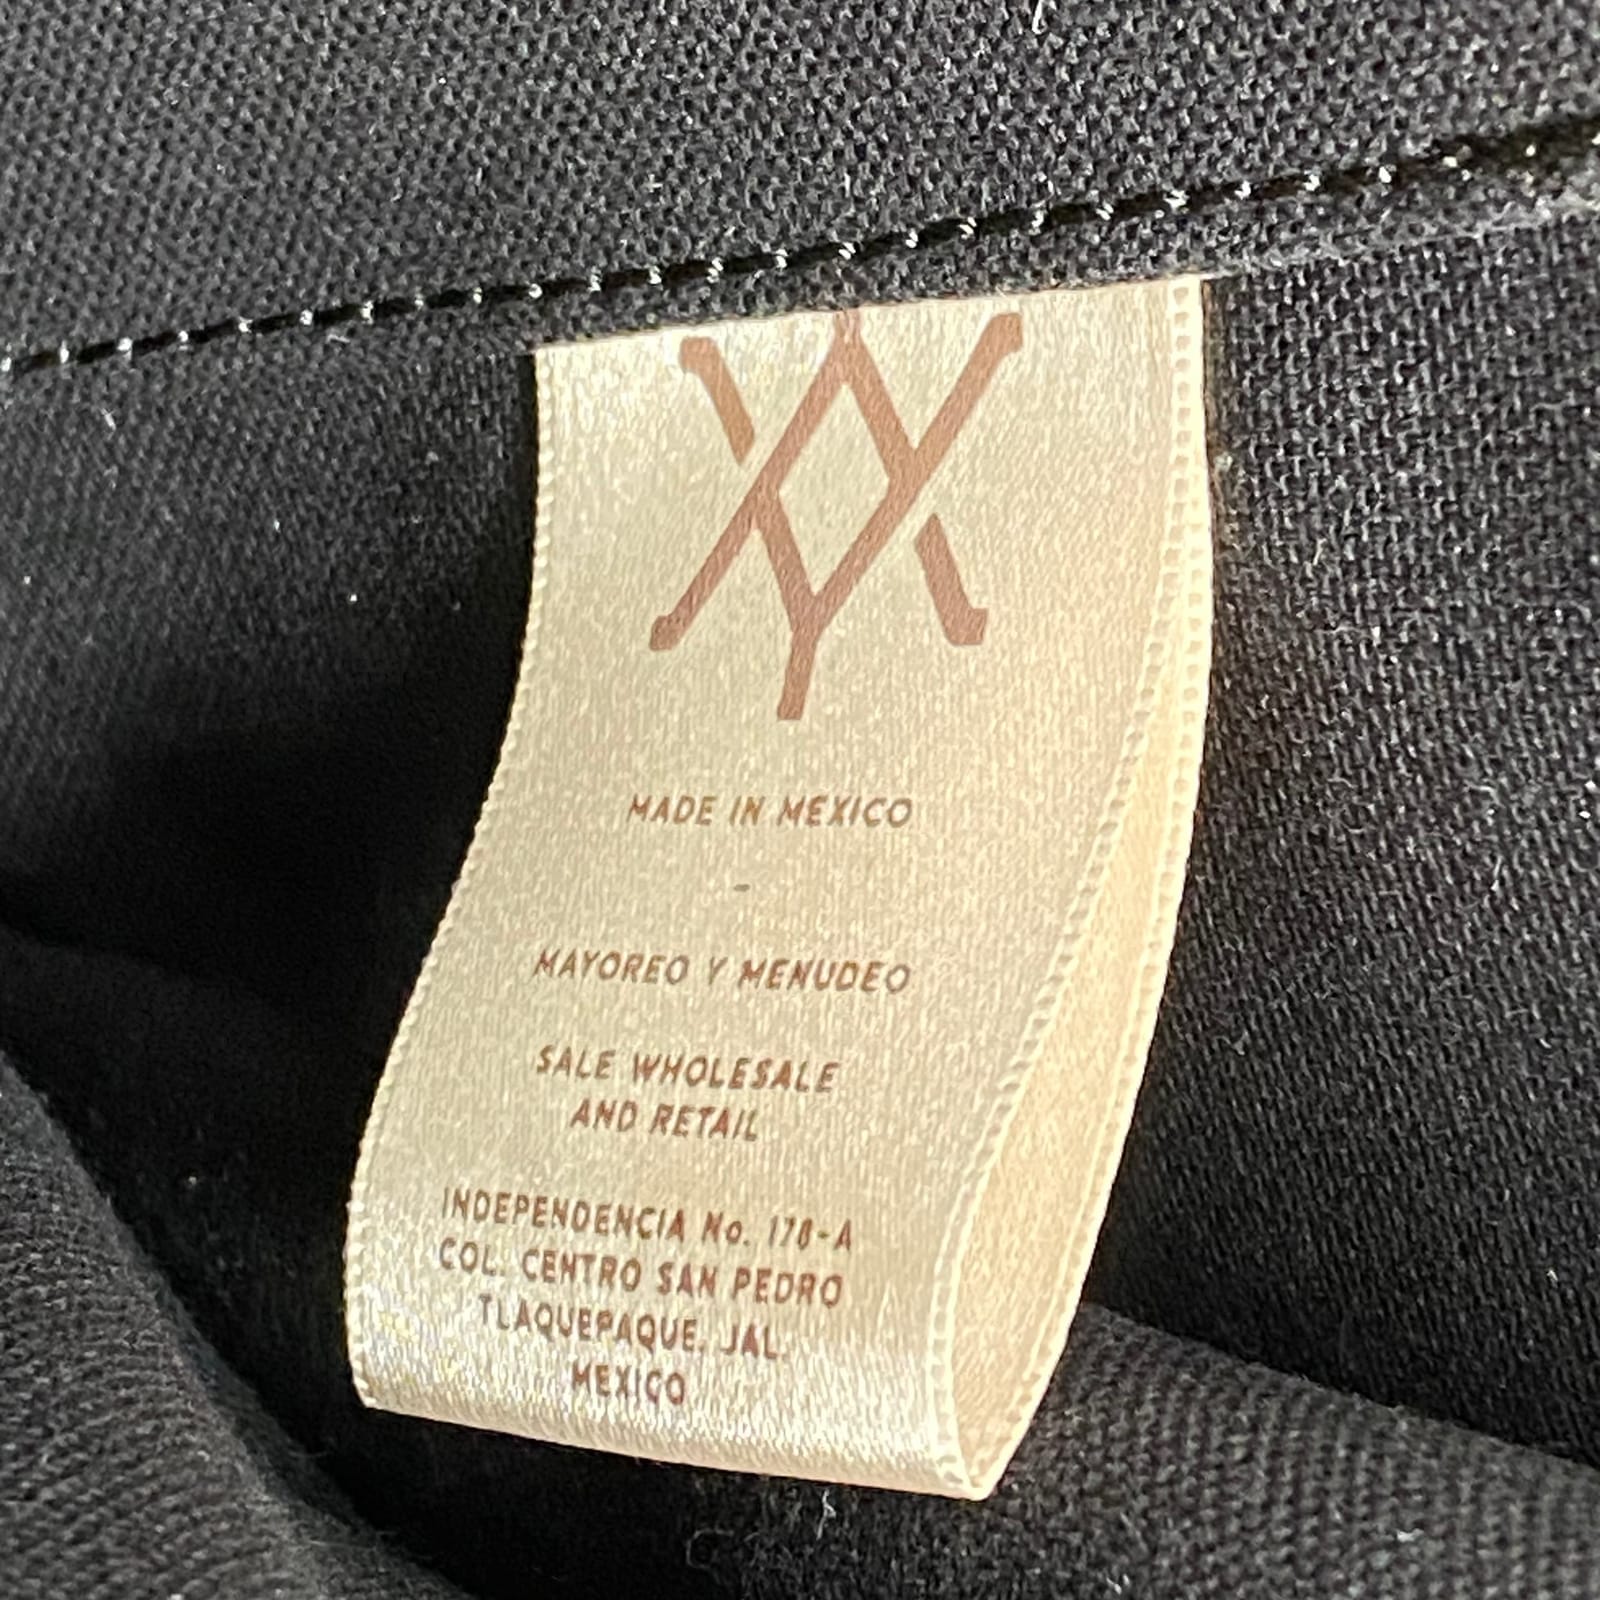 MADE IN MEXICO
-
MAYOREO Y MENUDEO
SALE WHOLESALE
AND RETAIL
INDEPENDENCIA No. 178-A
COL. CENTRO SAN PEDRO
TLAQUEPAQUE, JAL.
MEXICO